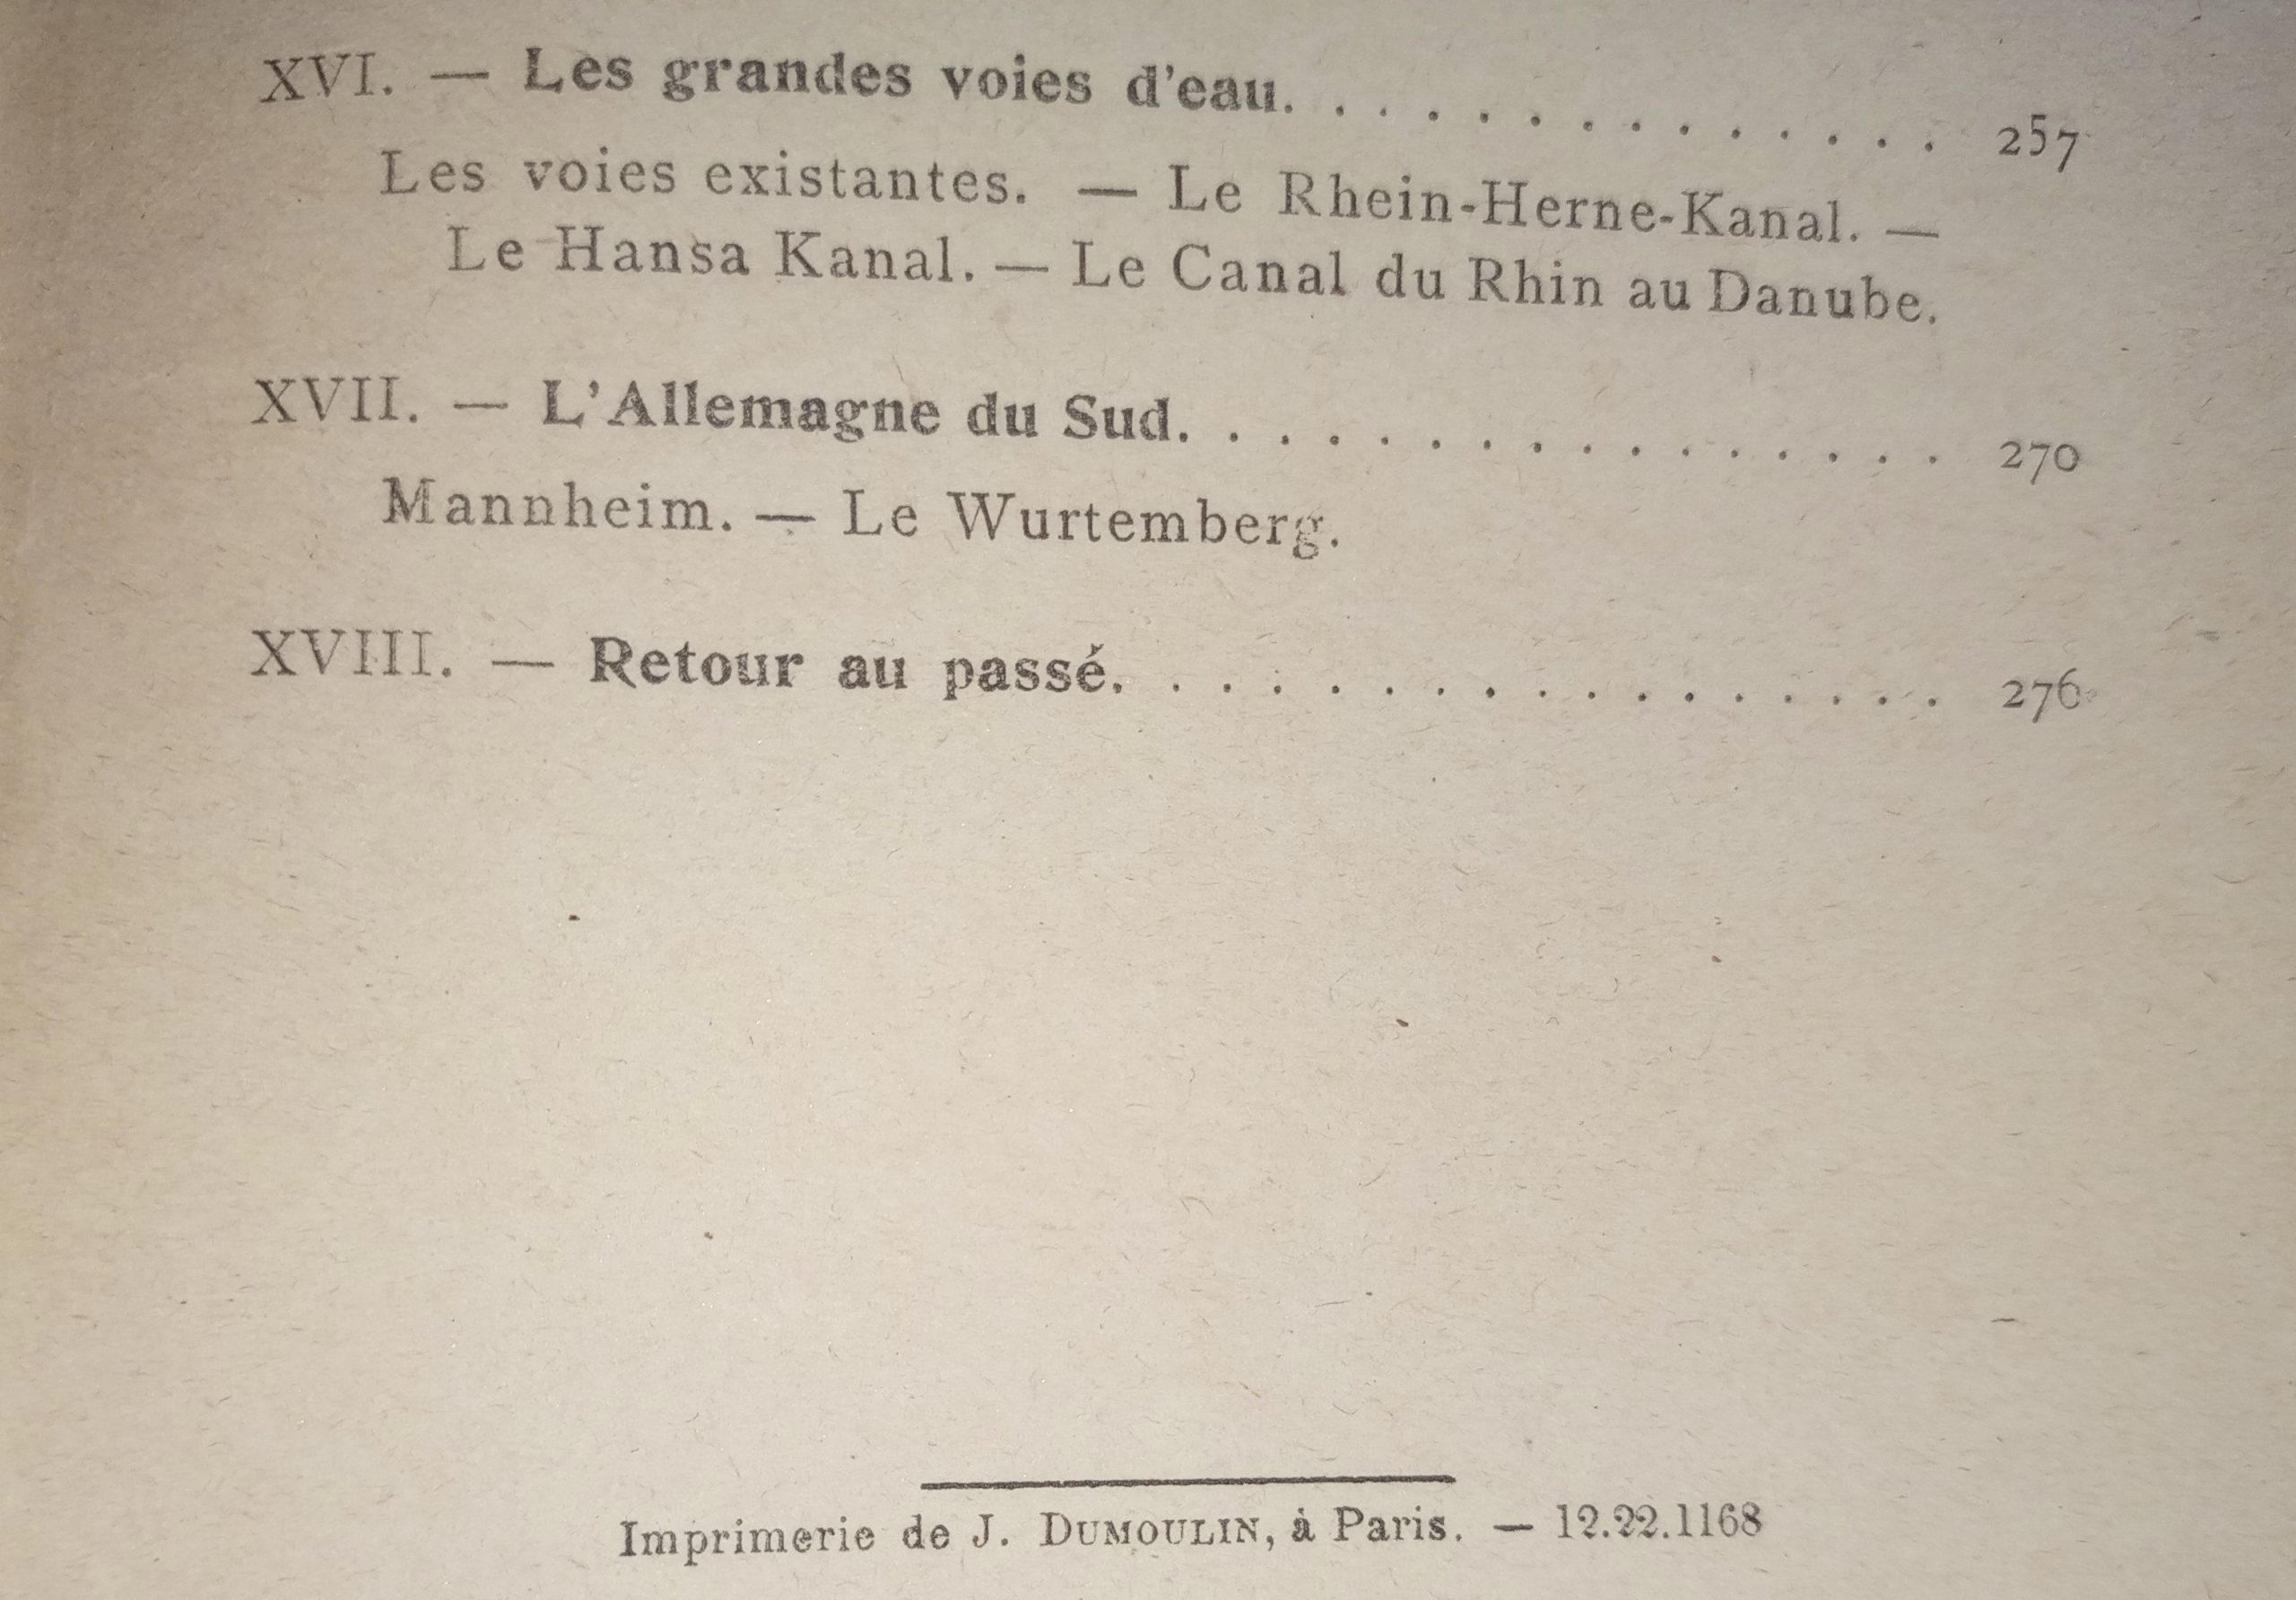 XVI. — Les grandes voies d'eau. . . . . . . . . . . . . . 257
Les voies existantes. — Le Rhein-Herne-Kanal. —
Le Hansa Kanal. — Le Canal du Rhin au Danube.
XVII. — L'Allemagne du Sud. . . . . . . . . . . . . . . . 270
Mannheim. — Le Wurtemberg.
XVIII. — Retour au passé. . . . . . . . . . . . . . . . . 276
Imprimerie de J. DUMOULIN, à Paris. — 12.22.1168